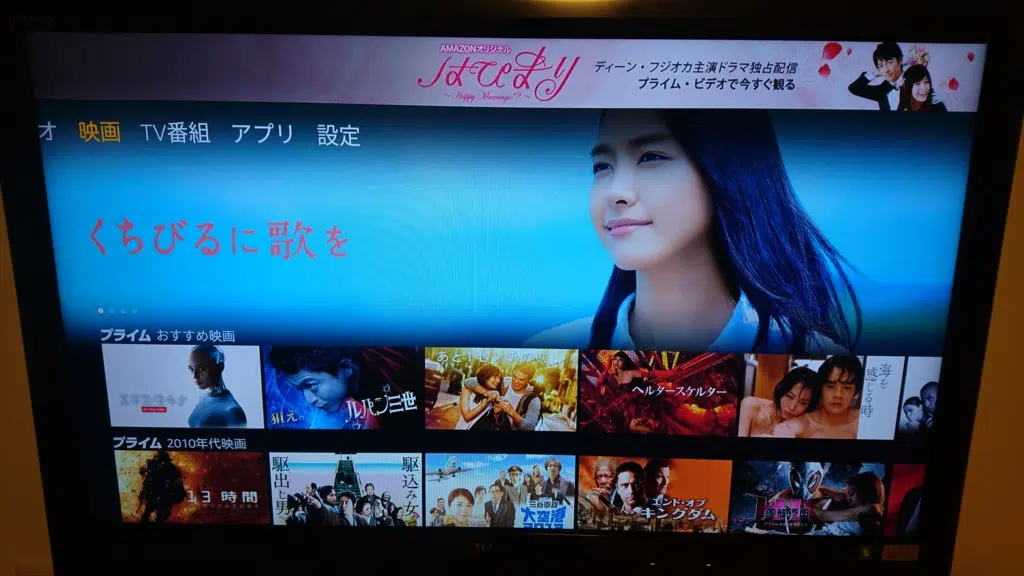 AMAZONオリジナル
はぴまり
～Happy Marriage!?～
ディーン・フジオカ主演ドラマ独占配信
プライム・ビデオで今すぐ観る
オ 映画 TV番組 アプリ 設定
くちびるに歌を
プライム おすすめ映画
狙え。
ルパン三世
ヘルタースケルター
海を
感じる時
プライム 2010年代映画
13時間
駆込み女
駆出し男
三谷幸喜
大空港
エンド・オブ
キングダム